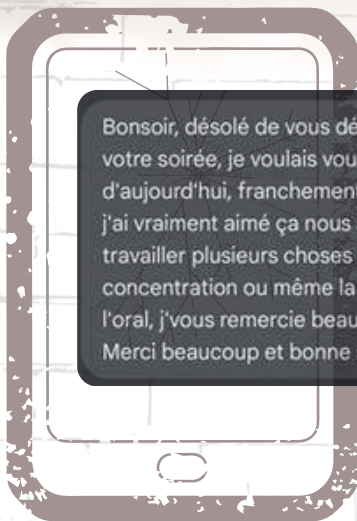 Bonsoir, désolé de vous dé
votre soirée, je voulais vou
d'aujourd'hui, franchement
j'ai vraiment aimé ça nous
travailler plusieurs choses
concentration ou même la
l'oral, j'vous remercie beau
Merci beaucoup et bonne